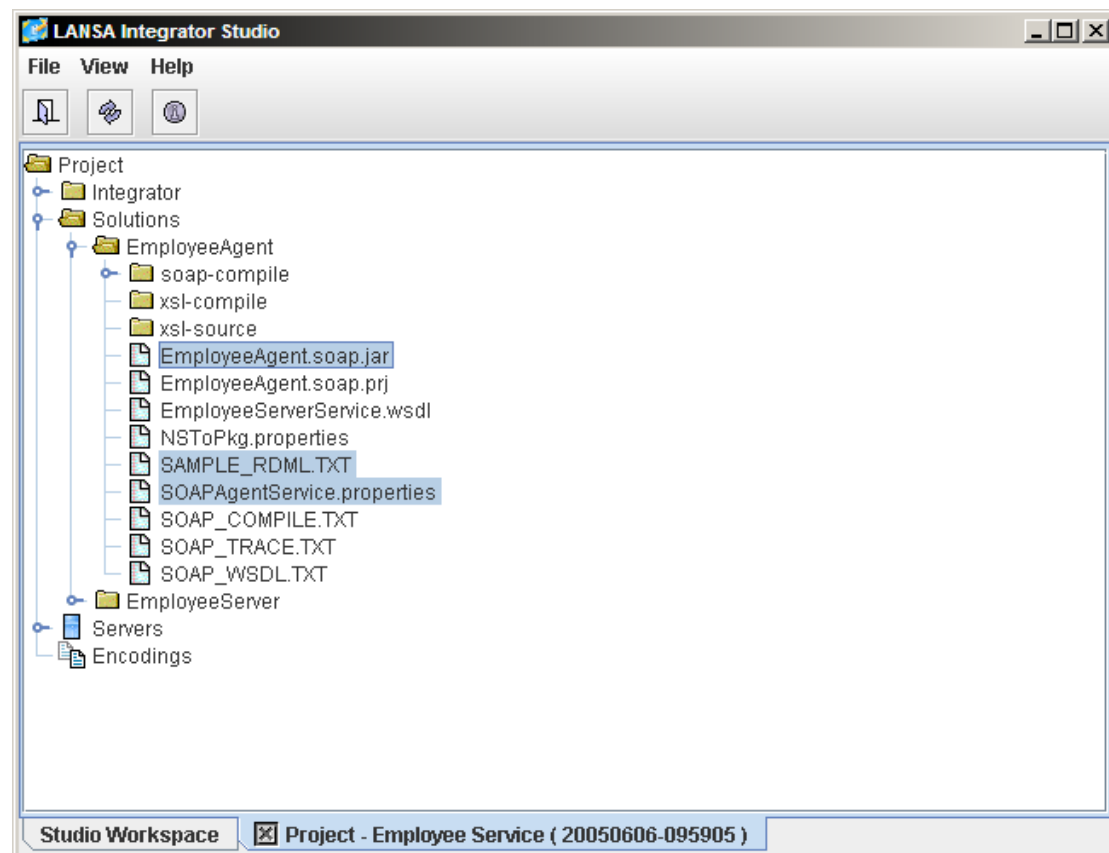 LANSA Integrator Studio
File View Help
Project
Integrator
Solutions
EmployeeAgent
soap-compile
xsl-compile
xsl-source
EmployeeAgent.soap.jar
EmployeeAgent.soap.prj
EmployeeServerService.wsdl
NSToPkg.properties
SAMPLE_RDML.TXT
SOAPAgentService.properties
SOAP_COMPILE.TXT
SOAP_TRACE.TXT
SOAP_WSDL.TXT
EmployeeServer
Servers
Encodings
Studio Workspace Project - Employee Service ( 20050606-095905 )